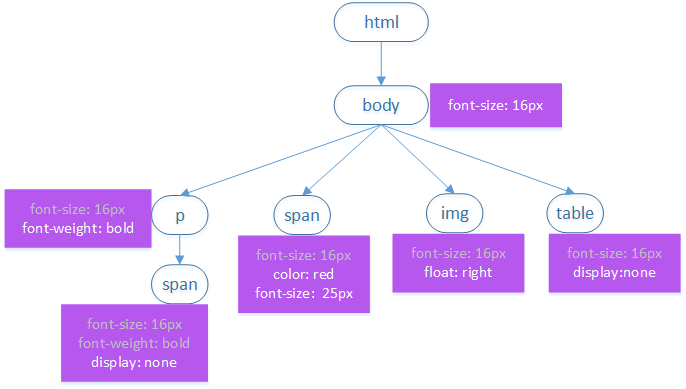 html
body
font-size: 16px
font-size: 16px
font-weight: bold
p
span
img
table
font-size: 16px
color: red
font-size: 25px
font-size: 16px
float: right
font-size: 16px
display:none
span
font-size: 16px
font-weight: bold
display: none